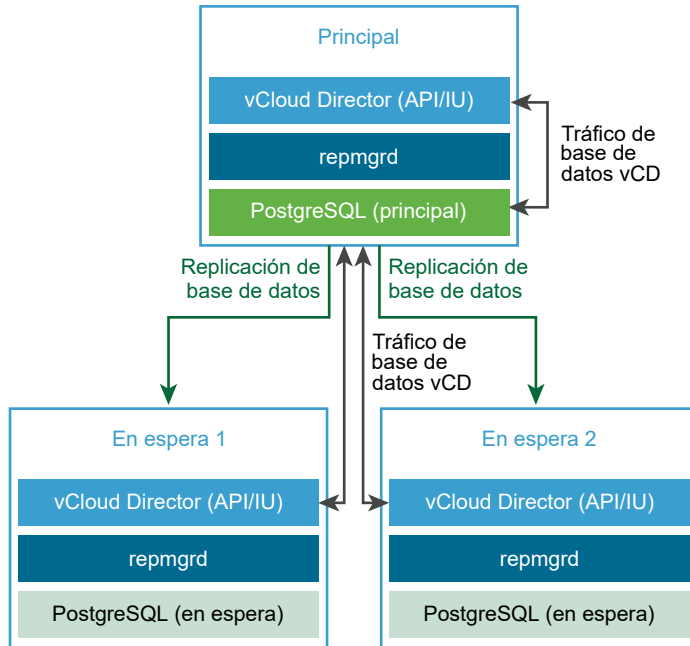 Principal
vCloud Director (API/IU)
repmgrd
PostgreSQL (principal)
Tráfico de
base de
datos vCD
Replicación de
base de datos
Replicación de
base de datos
Tráfico de
base de
datos vCD
En espera 1
vCloud Director (API/IU)
repmgrd
PostgreSQL (en espera)
En espera 2
vCloud Director (API/IU)
repmgrd
PostgreSQL (en espera)